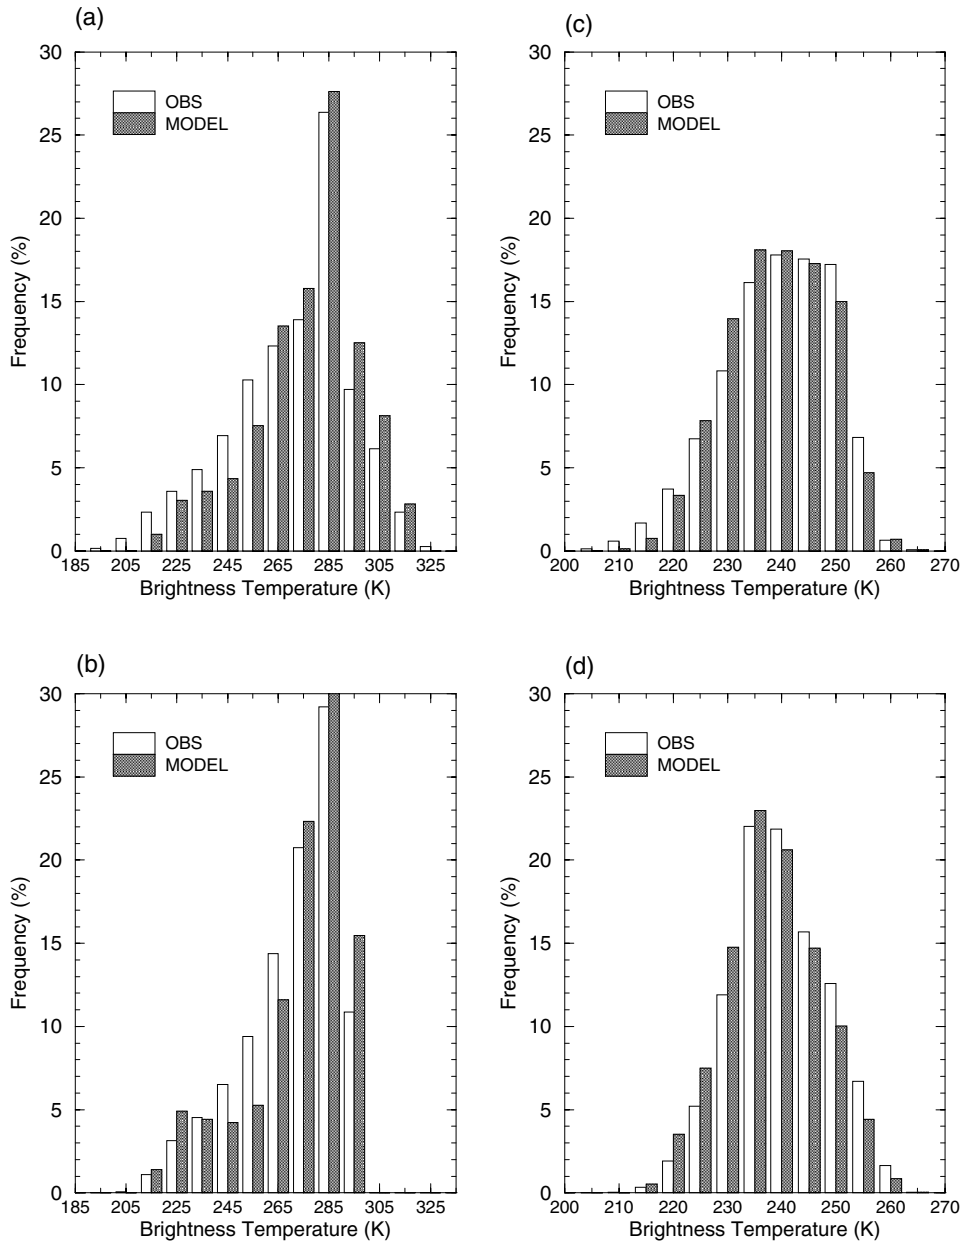 (a)
30
25
20
15
10
5
0
Frequency (%)
OBS
MODEL
185 205 225 245 265 285 305 325
Brightness Temperature (K)
(c)
30
25
20
15
10
5
0
Frequency (%)
OBS
MODEL
200 210 220 230 240 250 260 270
Brightness Temperature (K)
(b)
30
25
20
15
10
5
0
Frequency (%)
OBS
MODEL
185 205 225 245 265 285 305 325
Brightness Temperature (K)
(d)
30
25
20
15
10
5
0
Frequency (%)
OBS
MODEL
200 210 220 230 240 250 260 270
Brightness Temperature (K)